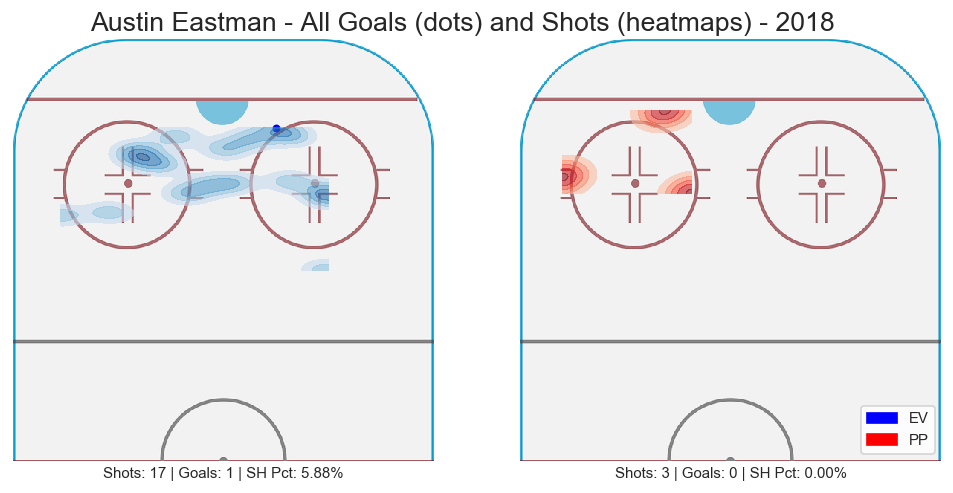 Austin Eastman - All Goals (dots) and Shots (heatmaps) - 2018
EV
PP
Shots: 17 | Goals: 1 | SH Pct: 5.88%
Shots: 3 | Goals: 0 | SH Pct: 0.00%